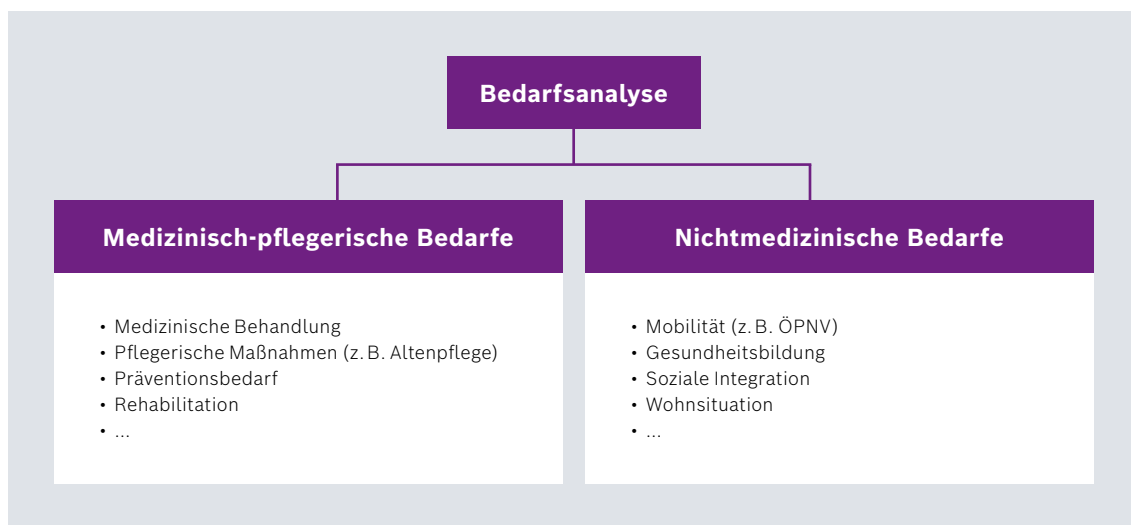 Bedarfsanalyse
Medizinisch-pflegerische Bedarfe
• Medizinische Behandlung
• Pflegerische Maßnahmen (z. B. Altenpflege)
• Präventionsbedarf
• Rehabilitation
• ...
Nichtmedizinische Bedarfe
• Mobilität (z. B. ÖPNV)
• Gesundheitsbildung
• Soziale Integration
• Wohnsituation
• ...